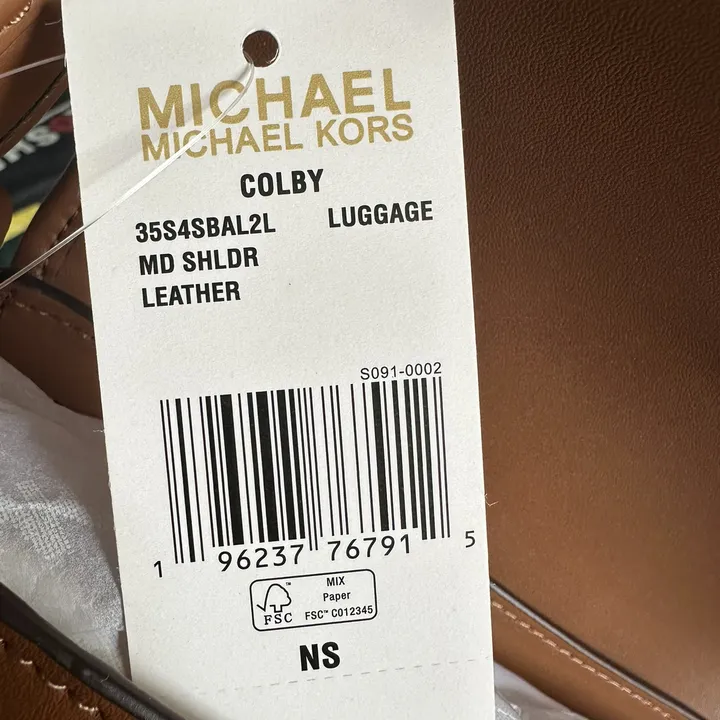 MICHAEL
MICHAEL KORS
COLBY
35S4SBAL2L LUGGAGE
MD SHLDR
LEATHER
S091-0002
1 96237 76791 5
FSC™
MIX
Paper
FSC™ C012345
NS